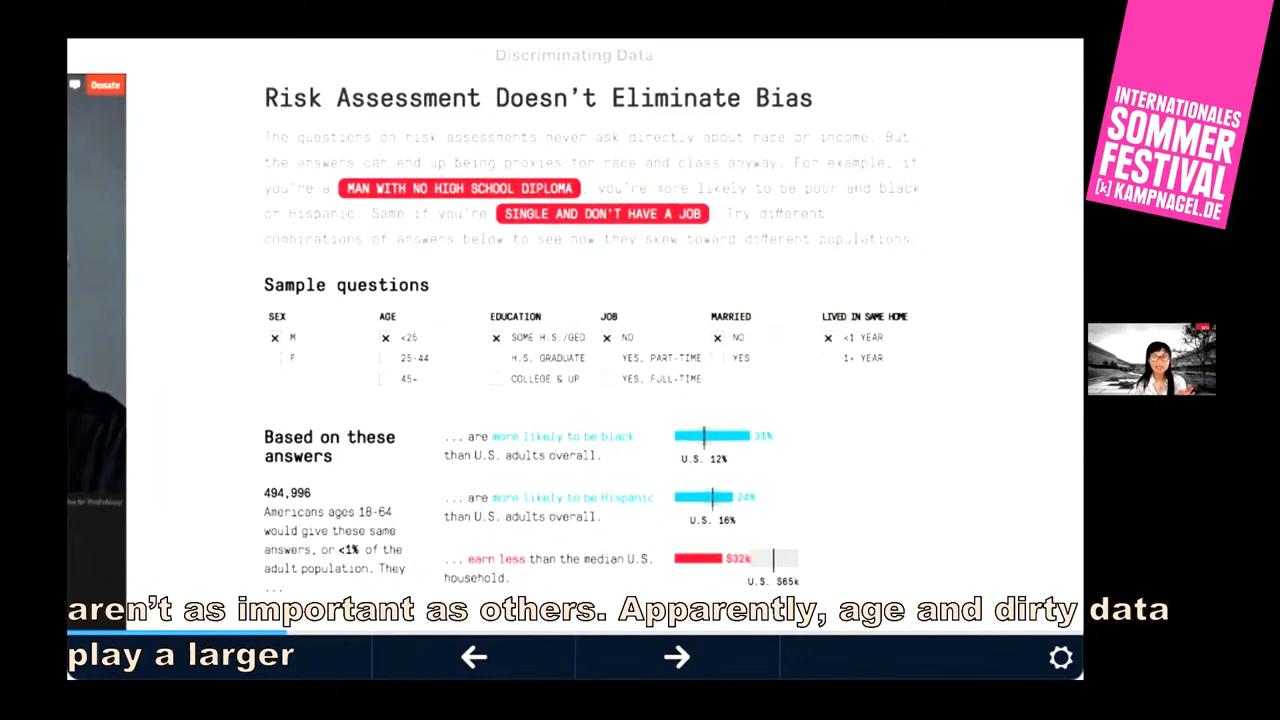 Discriminating Data
Donate
Risk Assessment Doesn't Eliminate Bias
The questions on risk assessments never ask directly about race or income. But
the answers can end up being proxies for race and class anyway. For example, if
you're a MAN WITH NO HIGH SCHOOL DIPLOMA, you're more likely to be poor and black
or Hispanic. Same if you're SINGLE AND DON'T HAVE A JOB. Try different
combinations of answers below to see how they skew toward different populations.
Sample questions
SEX AGE EDUCATION JOB MARRIED LIVED IN SAME HOME
x M x <25 x SOME H.S./GED x NO x NO x <1 YEAR
F 25-44 H.S. GRADUATE YES, PART-TIME YES 1+ YEAR
45+ COLLEGE & UP YES, FULL-TIME
Based on these
answers
494,996
Americans ages 18-64
would give these same
answers, or <1% of the
adult population. They
...
... are more likely to be black
than U.S. adults overall.
31%
U.S. 12%
... are more likely to be Hispanic
than U.S. adults overall.
24%
U.S. 16%
... earn less than the median U.S.
household.
$32k
U.S. $65k
aren't as important as others. Apparently, age and dirty data
play a larger
INTERNATIONALES
SOMMER
FESTIVAL
[k] KAMPNAGEL.DE